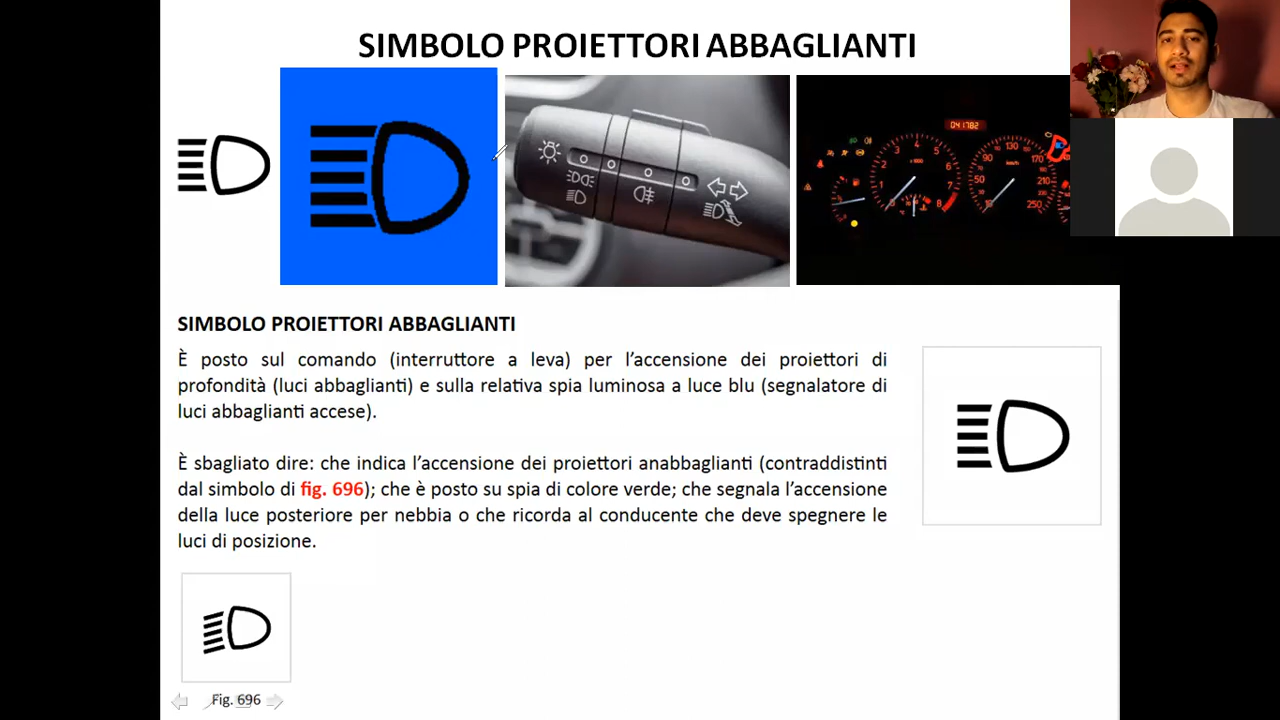 SIMBOLO PROIETTORI ABBAGLIANTI
041782
SIMBOLO PROIETTORI ABBAGLIANTI
È posto sul comando (interruttore a leva) per l’accensione dei proiettori di
profondità (luci abbaglianti) e sulla relativa spia luminosa a luce blu (segnalatore di
luci abbaglianti accese).
È sbagliato dire: che indica l’accensione dei proiettori anabbaglianti (contraddistinti
dal simbolo di fig. 696); che è posto su spia di colore verde; che segnala l’accensione
della luce posteriore per nebbia o che ricorda al conducente che deve spegnere le
luci di posizione.
Fig. 696